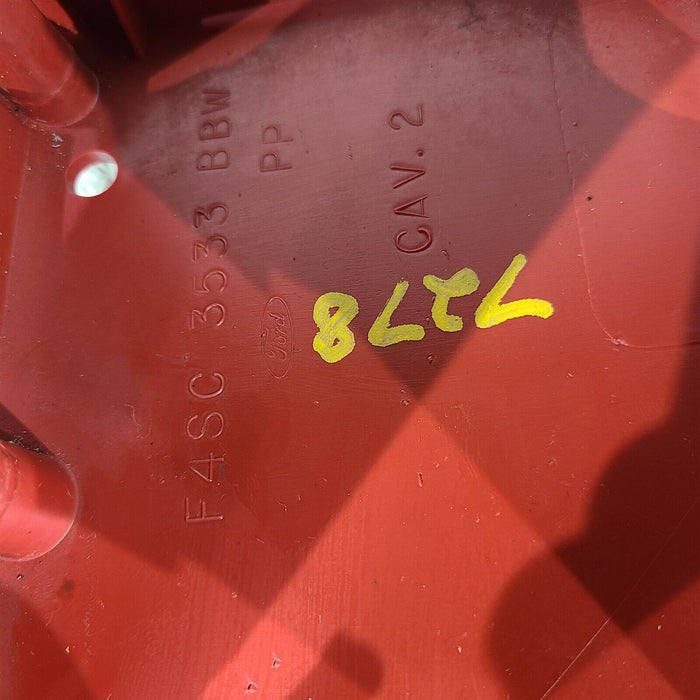 F4SC 3533 BBW
Ford PP
CAV. 2
7278